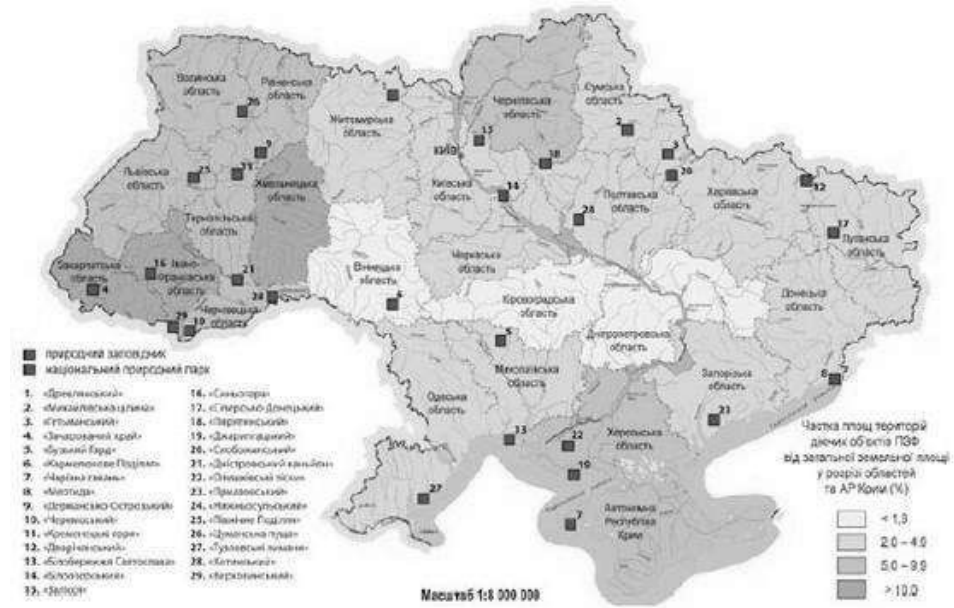 Волинська
область
Рівненська
область
Житомирська
область
Чернігівська
область
Сумська
область
КИЇВ
Київська
область
Львівська
область
Тернопільська
область
Хмельницька
область
Полтавська
область
Харківська
область
Луганська
область
Закарпатська
область
Івано-
Франківська
область
Чернівецька
область
Вінницька
область
Черкаська
область
Кіровоградська
область
Дніпропетровська
область
Донецька
область
Одеська
область
Миколаївська
область
Запорізька
область
Херсонська
область
Автономна
Республіка
Крим
природний заповідник
національний природний парк
1. «Древлянський»
2. «Михайлівська цілина»
3. «Гетьманський»
4. «Зачарований край»
5. «Бузький Гард»
6. «Кармелюкове Поділля»
7. «Чарівна гавань»
8. «Меотида»
9. «Дермансько-Острозький»
10. «Черемоський»
11. «Кременецькі гори»
12. «Дворічанський»
13. «Білобережжя Святослава»
14. «Білоозерський»
15. «Залісся»
16. «Синьогора»
17. «Сіверсько-Донецький»
18. «Пирятинський»
19. «Джарилгацький»
20. «Слобожанський»
21. «Дністровський каньйон»
22. «Олешківські піски»
23. «Приазовський»
24. «Нижньосульський»
25. «Північне Поділля»
26. «Цуманська пуща»
27. «Тузловські лимани»
28. «Хотинський»
29. «Верховинський»
Масштаб 1:8 000 000
Частка площ територій
діючих об'єктів ПЗФ
від загальної земельної площі
у розрізі областей
та АР Крим (%)
2,0 – 4,9
5,0 – 9,9
>10,0